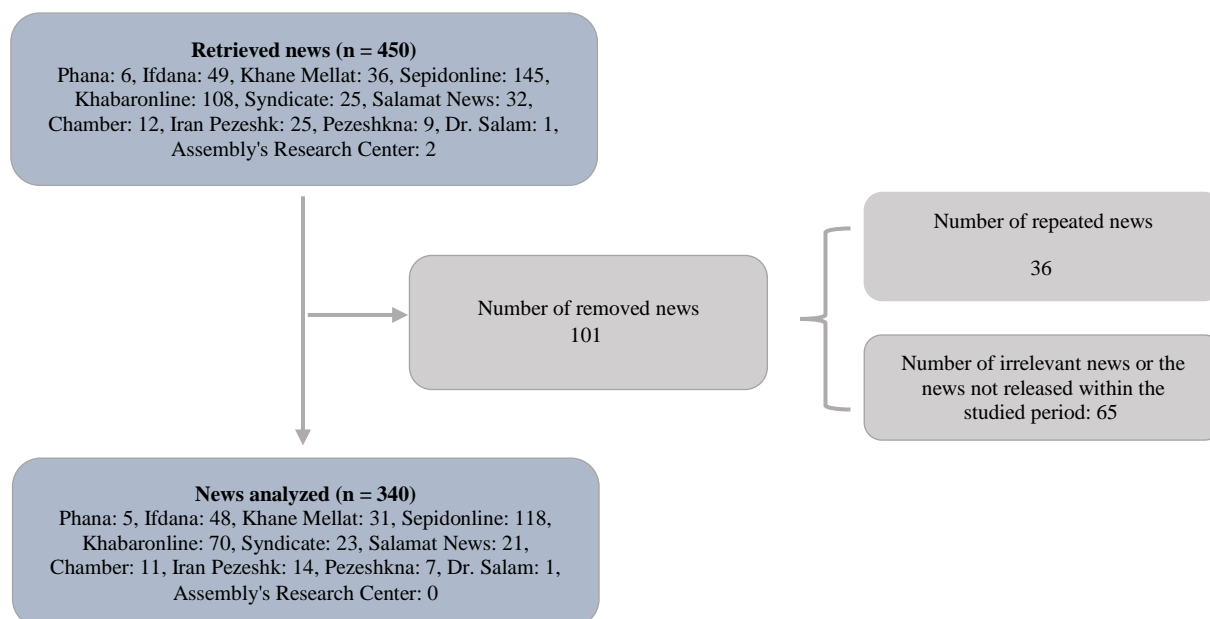 Retrieved news (n = 450)
Phana: 6, Ifdana: 49, Khane Mellat: 36, Sepidonline: 145,
Khabaronline: 108, Syndicate: 25, Salamat News: 32,
Chamber: 12, Iran Pezeshk: 25, Pezeshkna: 9, Dr. Salam: 1,
Assembly's Research Center: 2
Number of repeated news
36
Number of removed news
101
Number of irrelevant news or the
news not released within the
studied period: 65
News analyzed (n = 340)
Phana: 5, Ifdana: 48, Khane Mellat: 31, Sepidonline: 118,
Khabaronline: 70, Syndicate: 23, Salamat News: 21,
Chamber: 11, Iran Pezeshk: 14, Pezeshkna: 7, Dr. Salam: 1,
Assembly's Research Center: 0